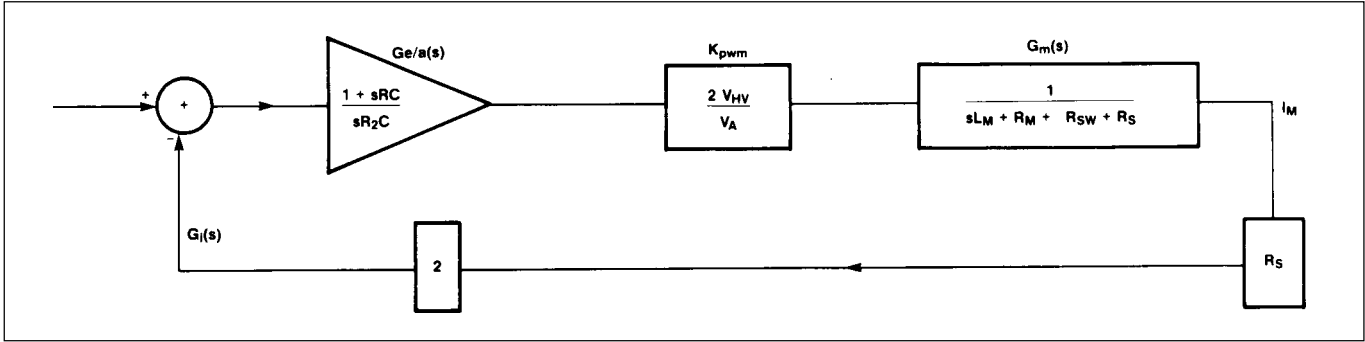 Ge/a(s)
Kpwm
Gm(s)
+
+
−
1 + sRC
sR2C
2 VHV
VA
1
sLM + RM + RSW + RS
IM
Gi(s)
2
RS